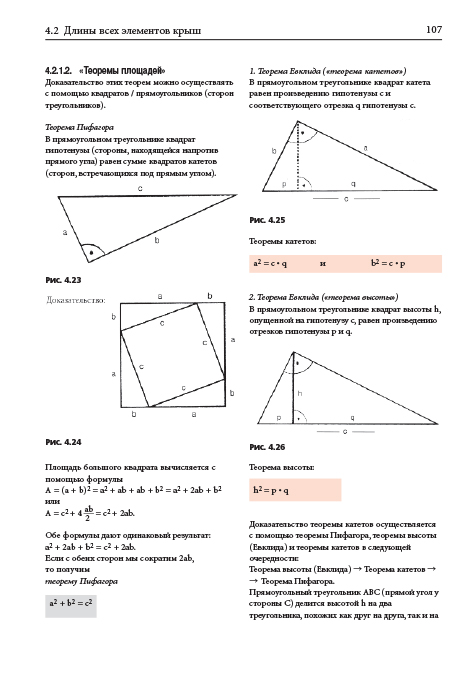 4.2 Длины всех элементов крыш
107
4.2.1.2. «Теоремы площадей»
Доказательство этих теорем можно осуществлять
с помощью квадратов / прямоугольников (сторон
треугольников).
Теорема Пифагора
В прямоугольном треугольнике квадрат
гипотенузы (стороны, находящейся напротив
прямого угла) равен сумме квадратов катетов
(сторон, встречающихся под прямым углом).
c
a
b
Рис. 4.23
Доказательство:
a b
b
c
c
a
a
c
c
b
b a
Рис. 4.24
Площадь большого квадрата вычисляется с
помощью формулы
A = (a + b)² = a² + ab + ab + b² = a² + 2ab + b²
или
A = c² + 4 ab/2 = c² + 2ab.
Обе формулы дают одинаковый результат:
a² + 2ab + b² = c² + 2ab.
Если с обеих сторон мы сократим 2ab,
то получим
теорему Пифагора
a² + b² = c²
1. Теорема Евклида («теорема катетов»)
В прямоугольном треугольнике квадрат катета
равен произведению гипотенузы c и
соответствующего отрезка q гипотенузы c.
b a
p q
c
Рис. 4.25
Теоремы катетов:
a² = c • q и b² = c • p
2. Теорема Евклида («теорема высоты»)
В прямоугольном треугольнике квадрат высоты h,
опущенной на гипотенузу c, равен произведению
отрезков гипотенузы p и q.
h
p q
c
Рис. 4.26
Теорема высоты:
h² = p • q
Доказательство теоремы катетов осуществляется
с помощью теоремы Пифагора, теоремы высоты
(Евклида) и теоремы катетов в следующей
очередности:
Теорема высоты (Евклида) → Теорема катетов →
→ Теорема Пифагора.
Прямоугольный треугольник ABC (прямой угол у
стороны C) делится высотой h на два
треугольника, похожих как друг на друга, так и на